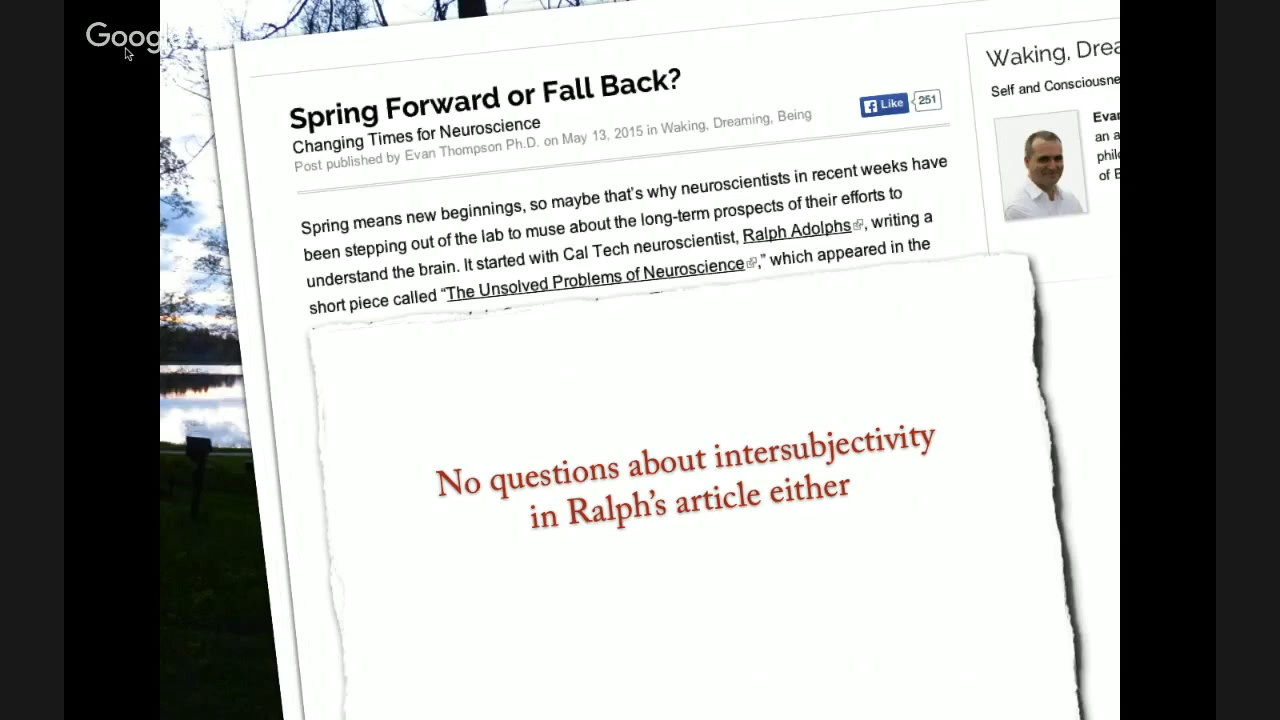 Google
Spring Forward or Fall Back?
Changing Times for Neuroscience
Post published by Evan Thompson Ph.D. on May 13, 2015 in Waking, Dreaming, Being
Like 251
Spring means new beginnings, so maybe that's why neuroscientists in recent weeks have
been stepping out of the lab to muse about the long-term prospects of their efforts to
understand the brain. It started with Cal Tech neuroscientist, Ralph Adolphs, writing a
short piece called “The Unsolved Problems of Neuroscience,” which appeared in the
No questions about intersubjectivity
in Ralph’s article either
Waking, Drea
Self and Consciousne
Evan
an a
phil
of B